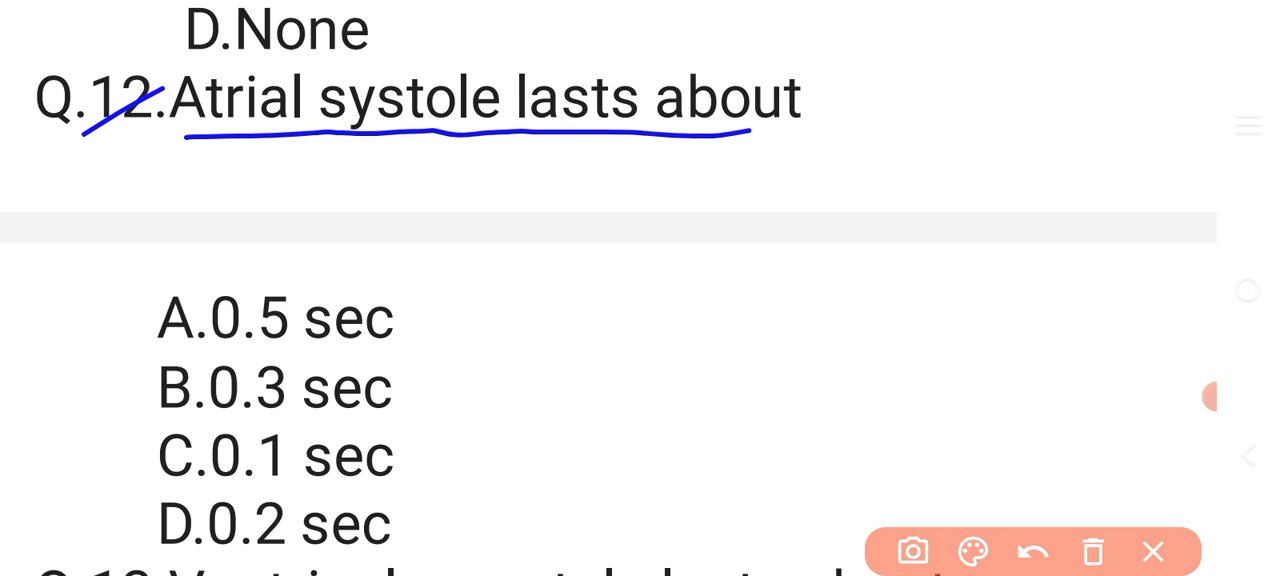 D.None
Q.12.Atrial systole lasts about
A.0.5 sec
B.0.3 sec
C.0.1 sec
D.0.2 sec